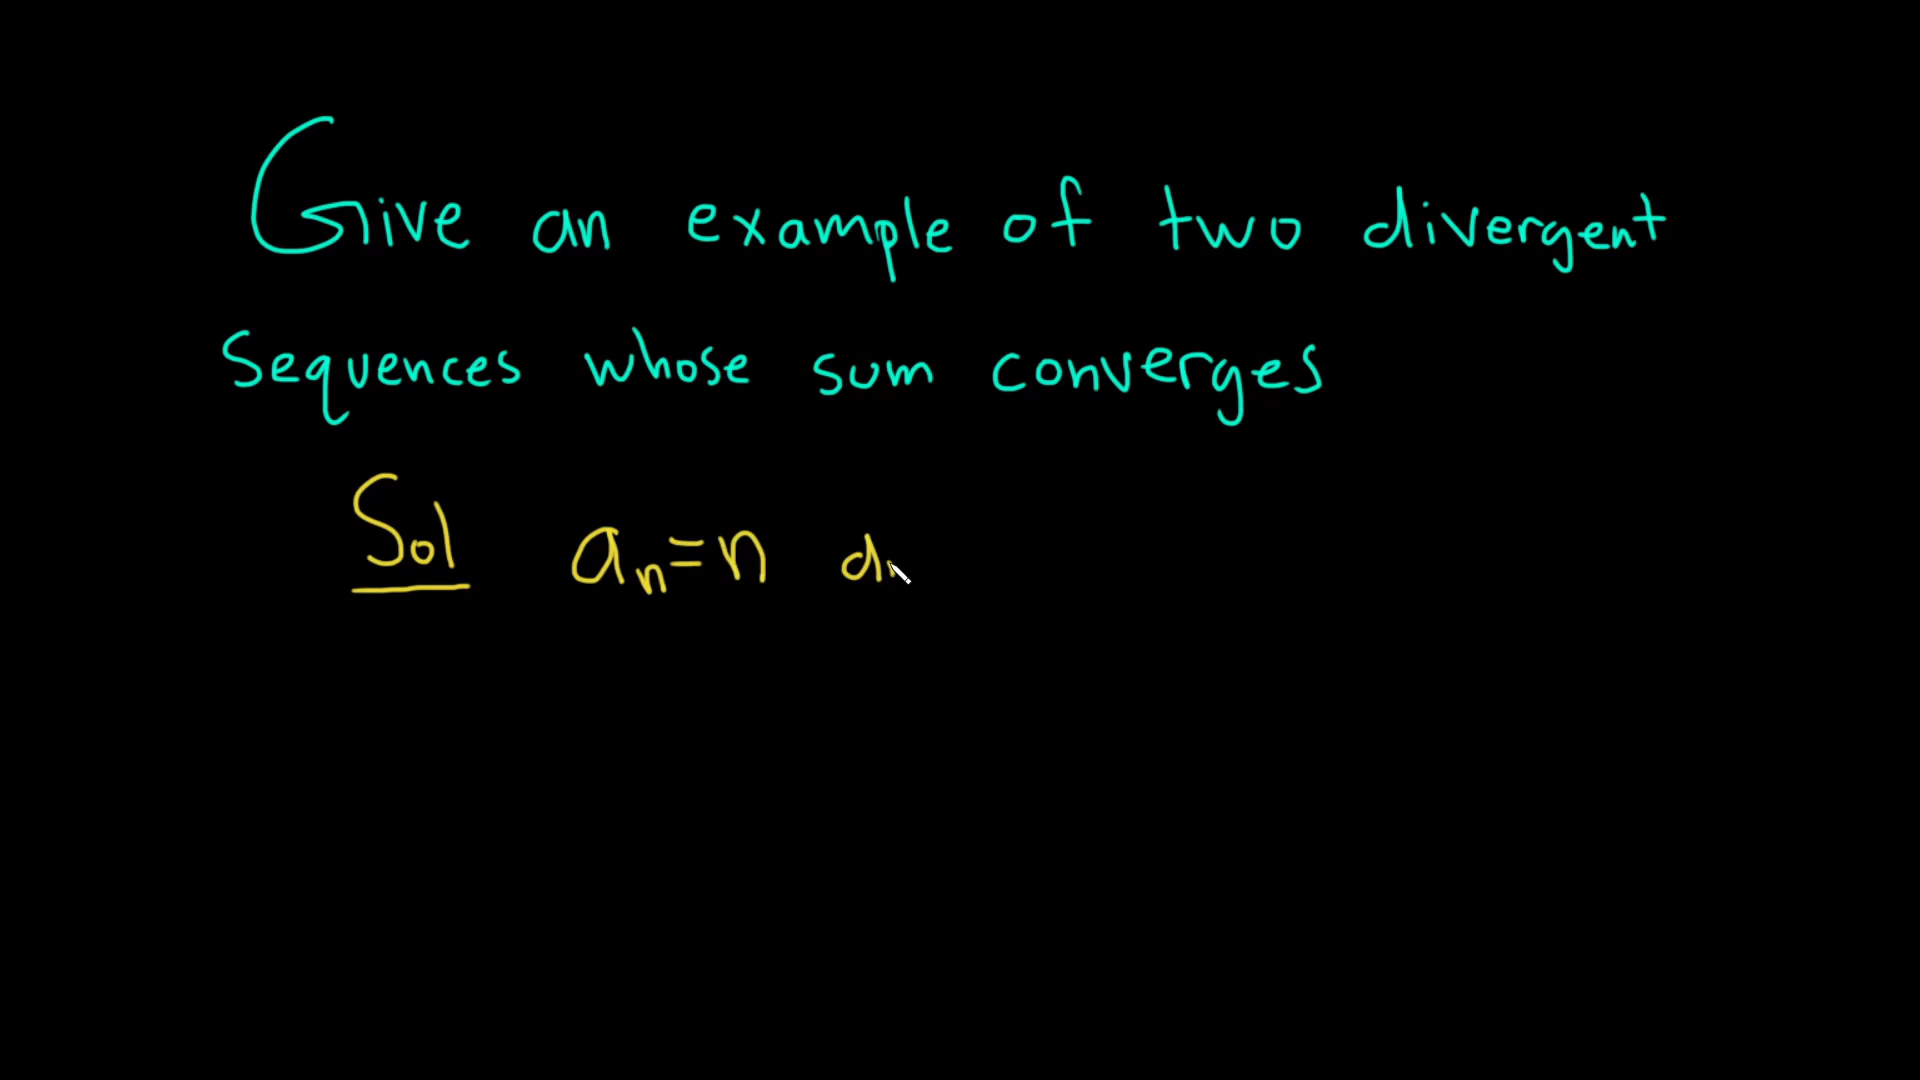 Give an example of two divergent
Sequences whose sum converges
Sol aₙ=n